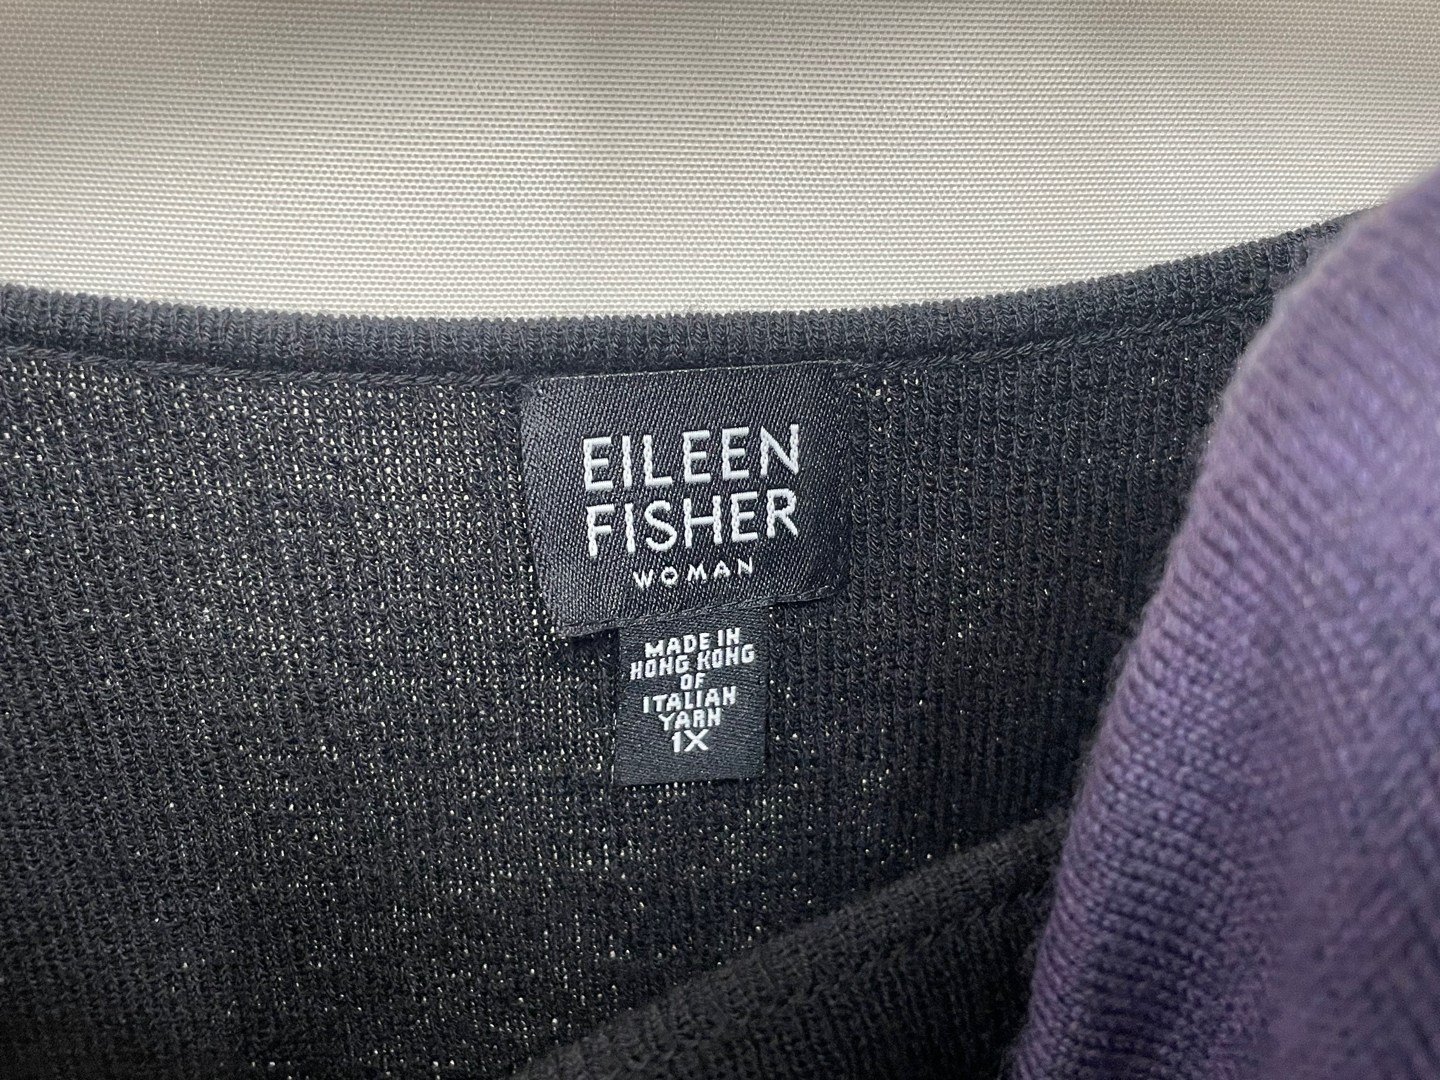 EILEEN
FISHER
WOMAN
MADE IN
HONG KONG
OF
ITALIAN
YARN
1X